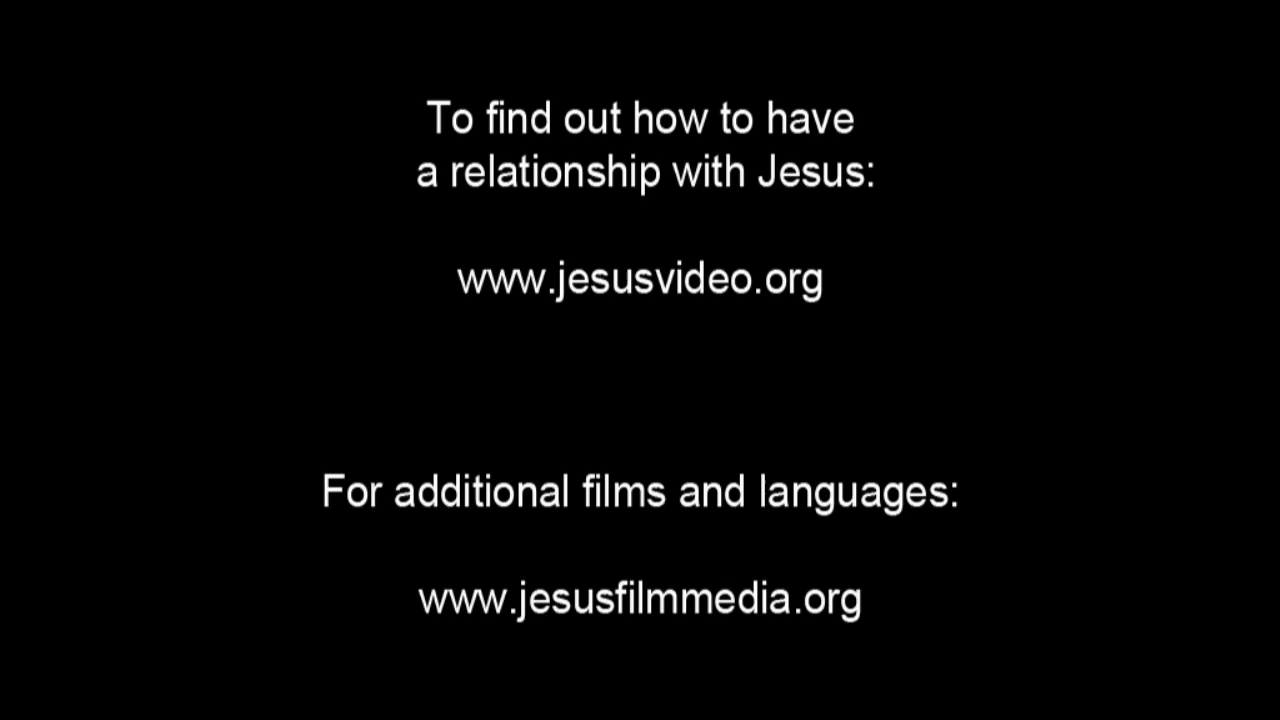 To find out how to have
a relationship with Jesus:
www.jesusvideo.org
For additional films and languages:
www.jesusfilmmedia.org